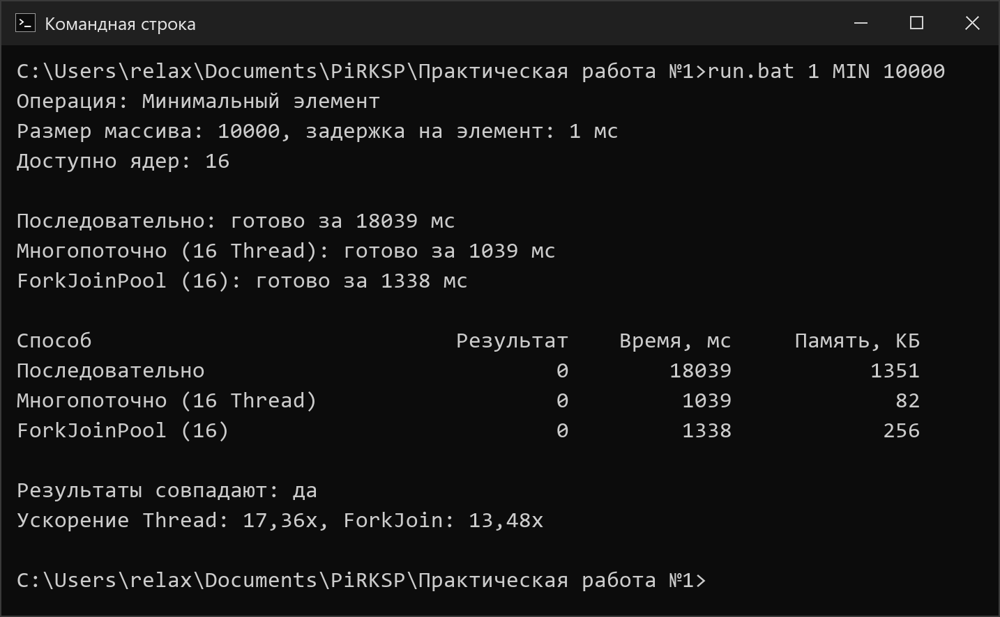 Командная строка
C:\Users\relax\Documents\PiRKSP\Практическая работа №1>run.bat 1 MIN 10000
Операция: Минимальный элемент
Размер массива: 10000, задержка на элемент: 1 мс
Доступно ядер: 16
Последовательно: готово за 18039 мс
Многопоточно (16 Thread): готово за 1039 мс
ForkJoinPool (16): готово за 1338 мс
Способ Результат Время, мс Память, КБ
Последовательно 0 18039 1351
Многопоточно (16 Thread) 0 1039 82
ForkJoinPool (16) 0 1338 256
Результаты совпадают: да
Ускорение Thread: 17,36x, ForkJoin: 13,48x
C:\Users\relax\Documents\PiRKSP\Практическая работа №1>